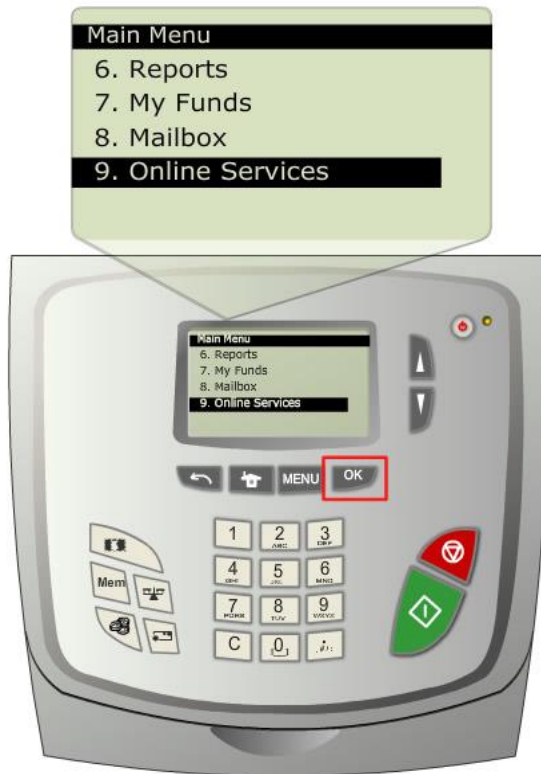 Main Menu
6. Reports
7. My Funds
8. Mailbox
9. Online Services
Main Menu
6. Reports
7. My Funds
8. Mailbox
9. Online Services
MENU
OK
1
2
ABC
3
DEF
4
GHI
5
JKL
6
MNO
Mem
7
PQRS
8
TUV
9
WXYZ
C
0